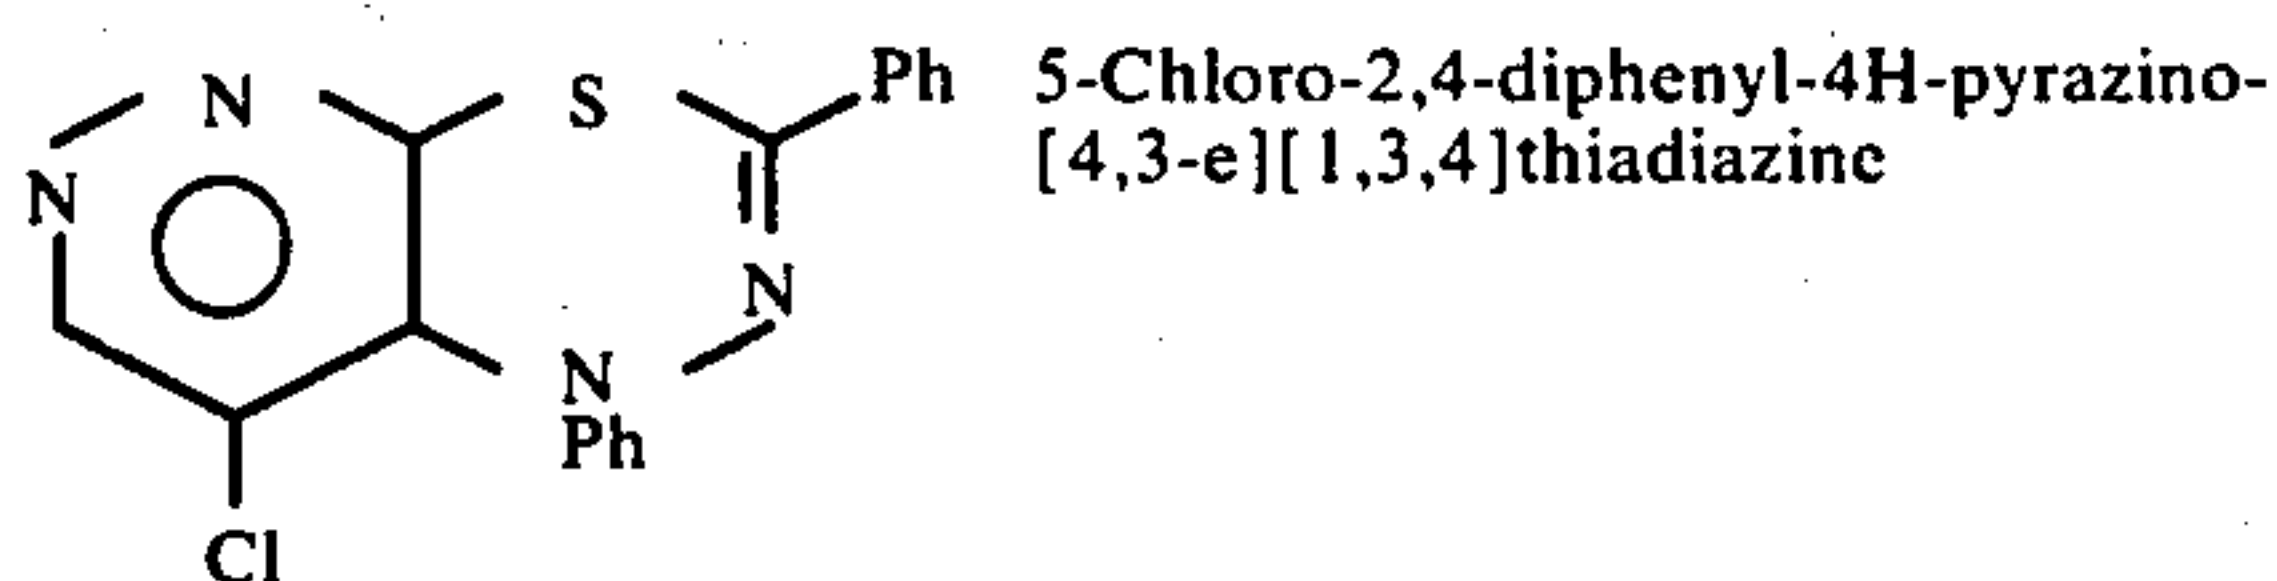 N S Ph 5-Chloro-2,4-diphenyl-4H-pyrazino-
[4,3-e][1,3,4]thiadiazine
N
N
N
Ph
Cl